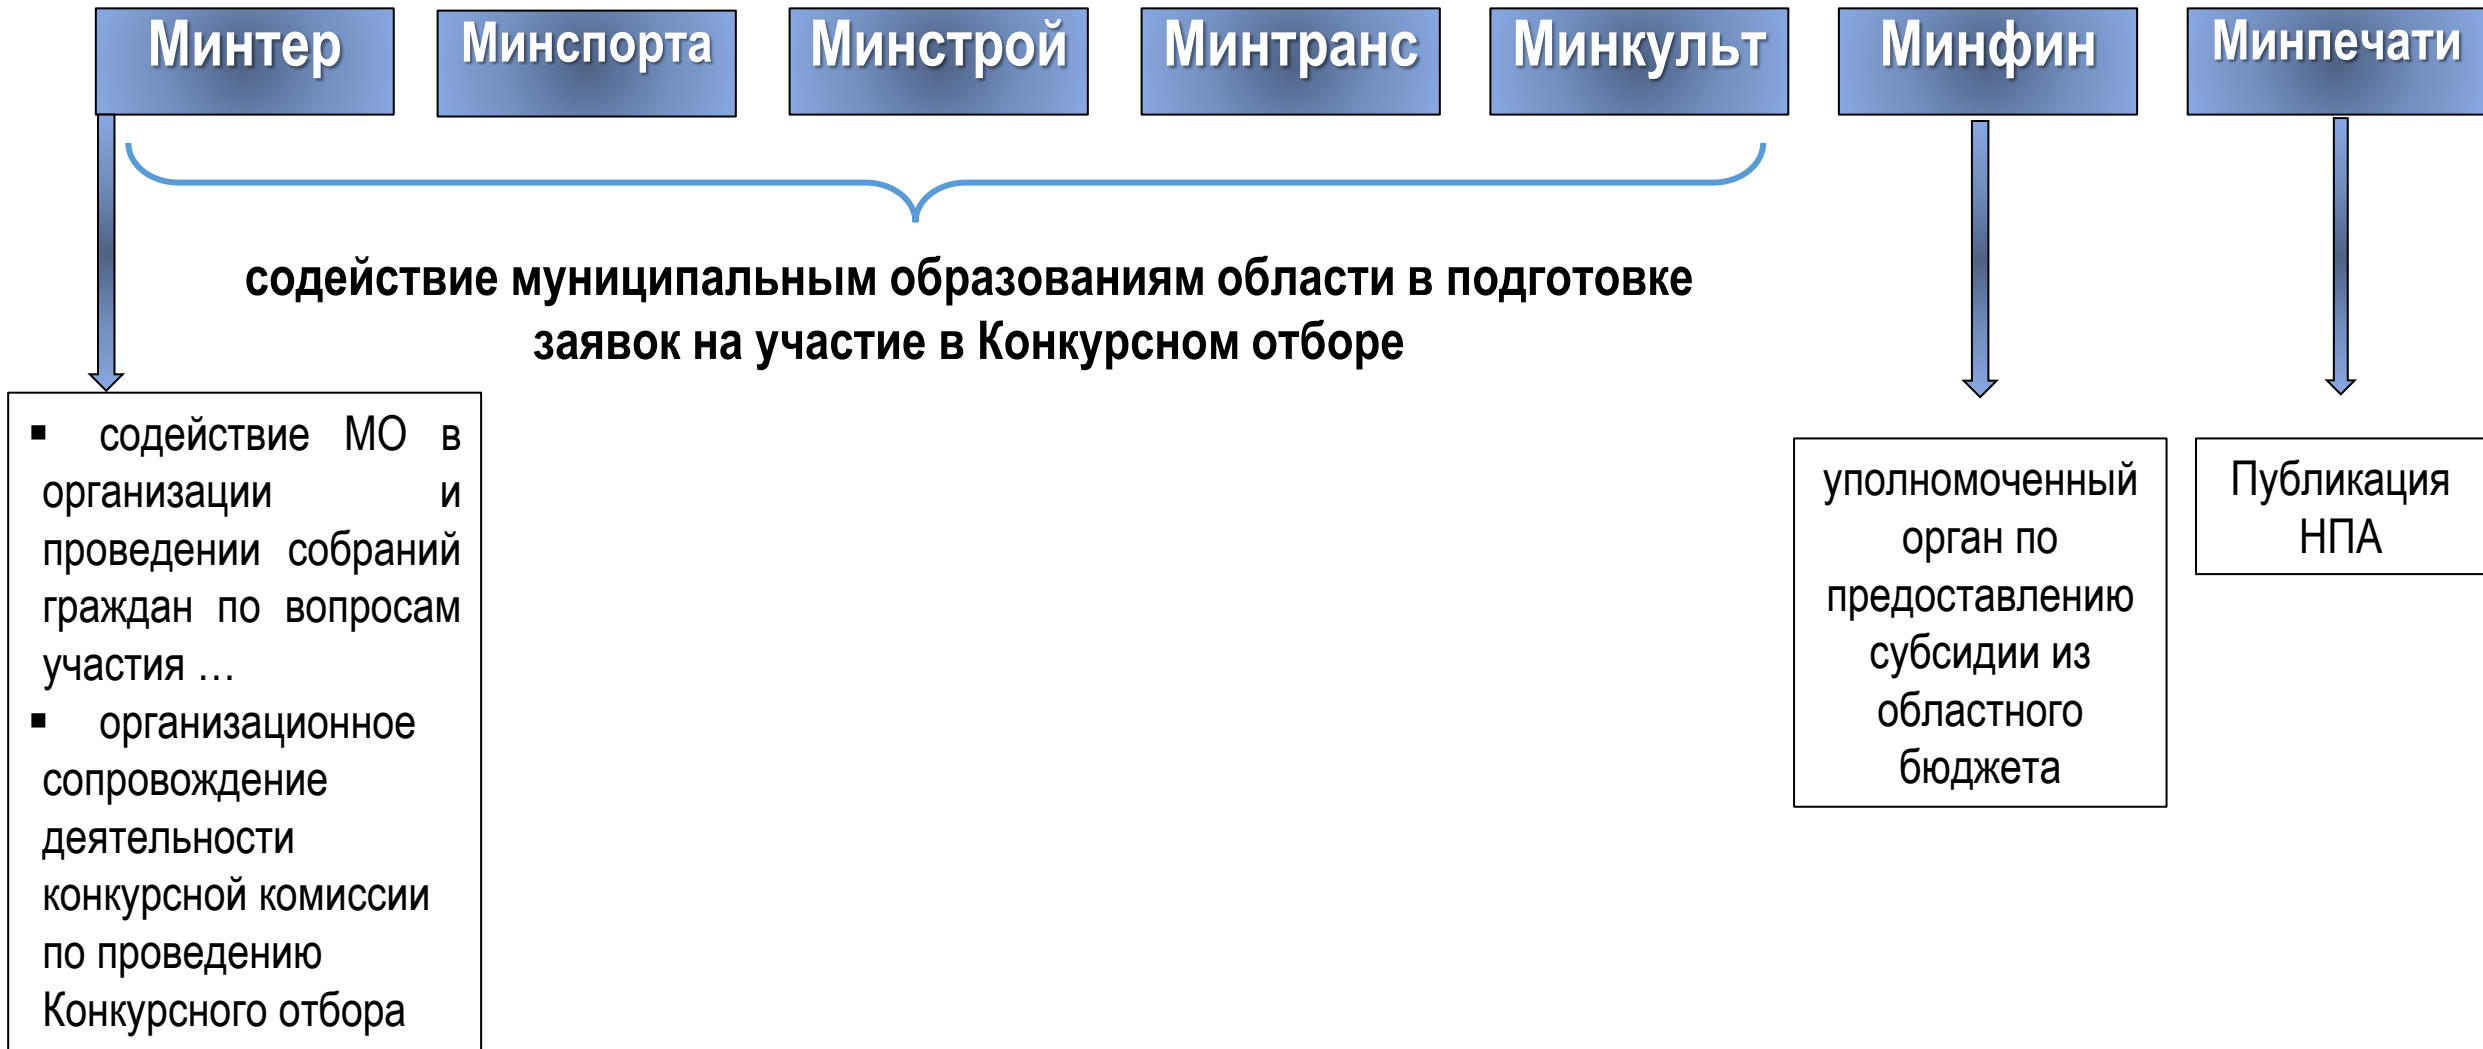 Минтер
Минспорта
Минстрой
Минтранс
Минкульт
Минфин
Минпечати
содействие муниципальным образованиям области в подготовке
заявок на участие в Конкурсном отборе
▪ содействие МО в
организации и
проведении собраний
граждан по вопросам
участия …
▪ организационное
сопровождение
деятельности
конкурсной комиссии
по проведению
Конкурсного отбора
уполномоченный
орган по
предоставлению
субсидии из
областного
бюджета
Публикация
НПА